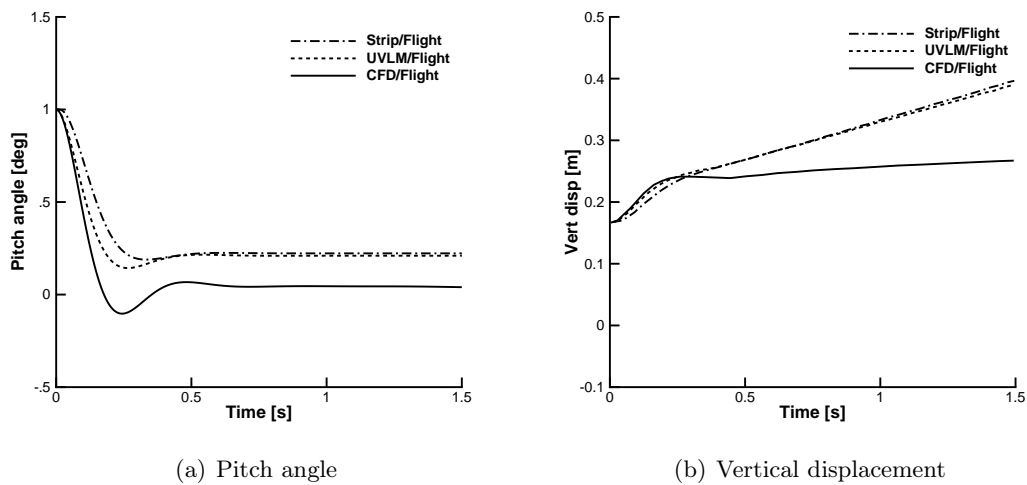 1.5
1
.5
0
-.5
Pitch angle [deg]
Strip/Flight
UVLM/Flight
CFD/Flight
0
0.5
1
1.5
Time [s]
(a) Pitch angle
0.5
0.4
0.3
0.2
0.1
0
-0.1
Vert disp [m]
Strip/Flight
UVLM/Flight
CFD/Flight
0
0.5
1
1.5
Time [s]
(b) Vertical displacement